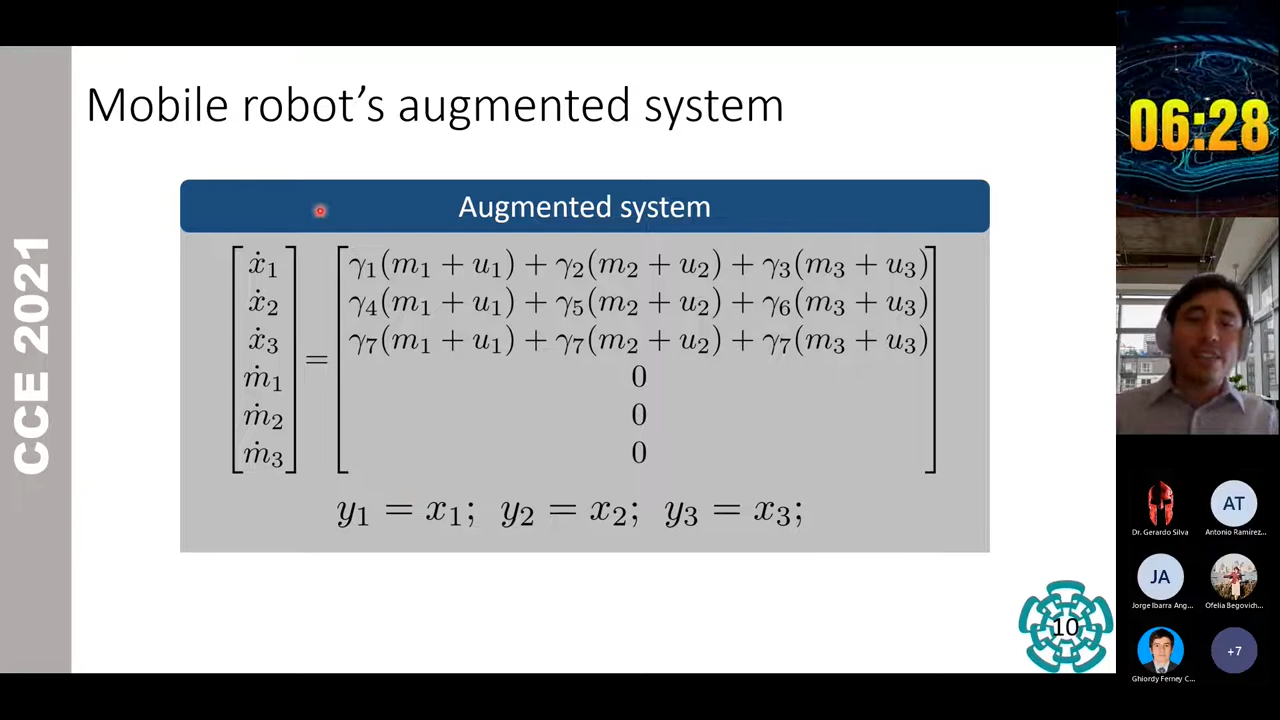 CCE 2021
Mobile robot’s augmented system
Augmented system
ẋ₁
ẋ₂
ẋ₃
ṁ₁
ṁ₂
ṁ₃
=
γ₁(m₁ + u₁) + γ₂(m₂ + u₂) + γ₃(m₃ + u₃)
γ₄(m₁ + u₁) + γ₅(m₂ + u₂) + γ₆(m₃ + u₃)
γ₇(m₁ + u₁) + γ₇(m₂ + u₂) + γ₇(m₃ + u₃)
0
0
0
y₁ = x₁; y₂ = x₂; y₃ = x₃;
10
06:28
Dr. Gerardo Silva
AT
Antonio Ramírez...
JA
Jorge Ibarra Ang...
Ofelia Begovich...
Ghiordy Ferney C...
+7